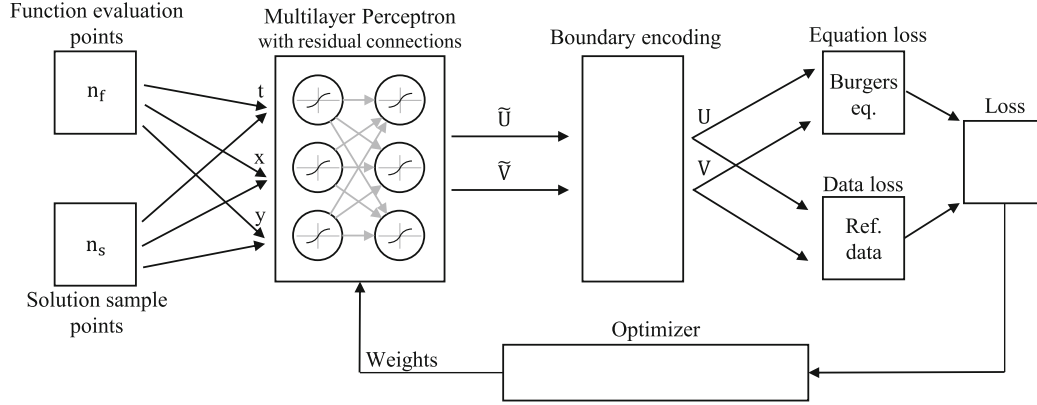 Function evaluation
points
n_f
n_s
Solution sample
points
t
x
y
Multilayer Perceptron
with residual connections
Ũ
Ṽ
Boundary encoding
U
V
Equation loss
Burgers
eq.
Data loss
Ref.
data
Loss
Optimizer
Weights